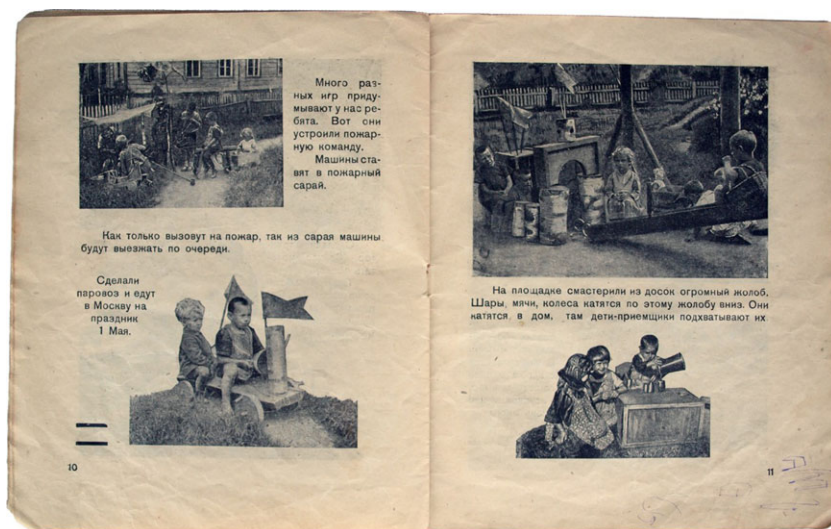 Много раз-
ных игр приду-
мывают у нас ре-
бята. Вот они
устроили пожар-
ную команду.
Машины ста-
вят в пожарный
сарай.
Как только вызовут на пожар, так из сарая машины
будут выезжать по очереди.
Сделали
паровоз и едут
в Москву на
праздник
1 Мая.
10
На площадке смастерили из досок огромный жолоб,
Шары, мячи, колеса катятся по этому жолобу вниз. Они
катятся в дом, там дети-приемщики подхватывают их
11